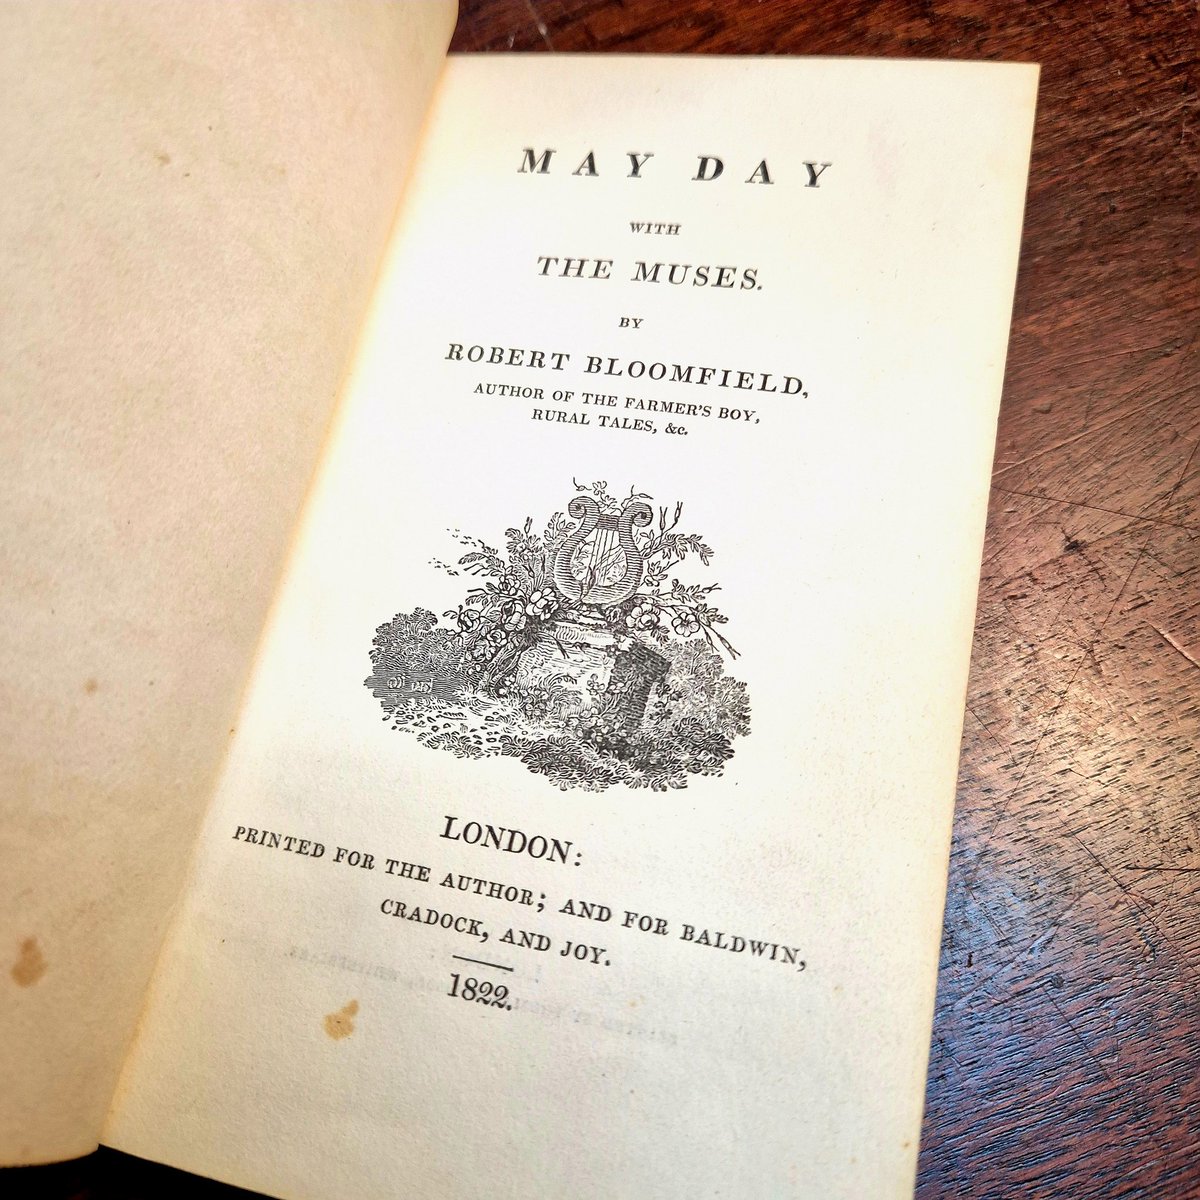 MAY DAY
WITH
THE MUSES.
BY
ROBERT BLOOMFIELD,
AUTHOR OF THE FARMER'S BOY,
RURAL TALES, &c.
LONDON:
PRINTED FOR THE AUTHOR; AND FOR BALDWIN,
CRADOCK, AND JOY.
1822.